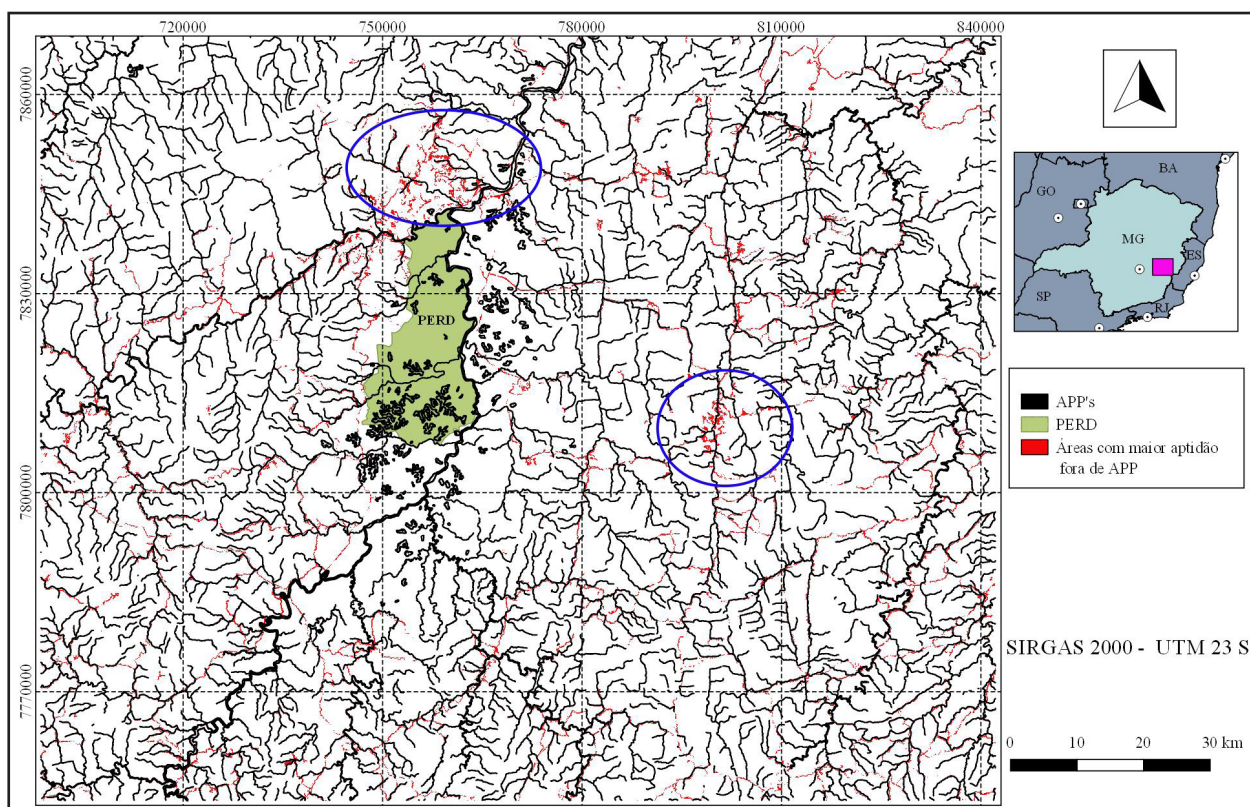 720000
750000
780000
810000
840000
7860000
7830000
7800000
7770000
PERD
BA
GO
MG
ES
SP
RJ
APP's
PERD
Áreas com maior aptidão
fora de APP
SIRGAS 2000 - UTM 23 S
0 10 20 30 km